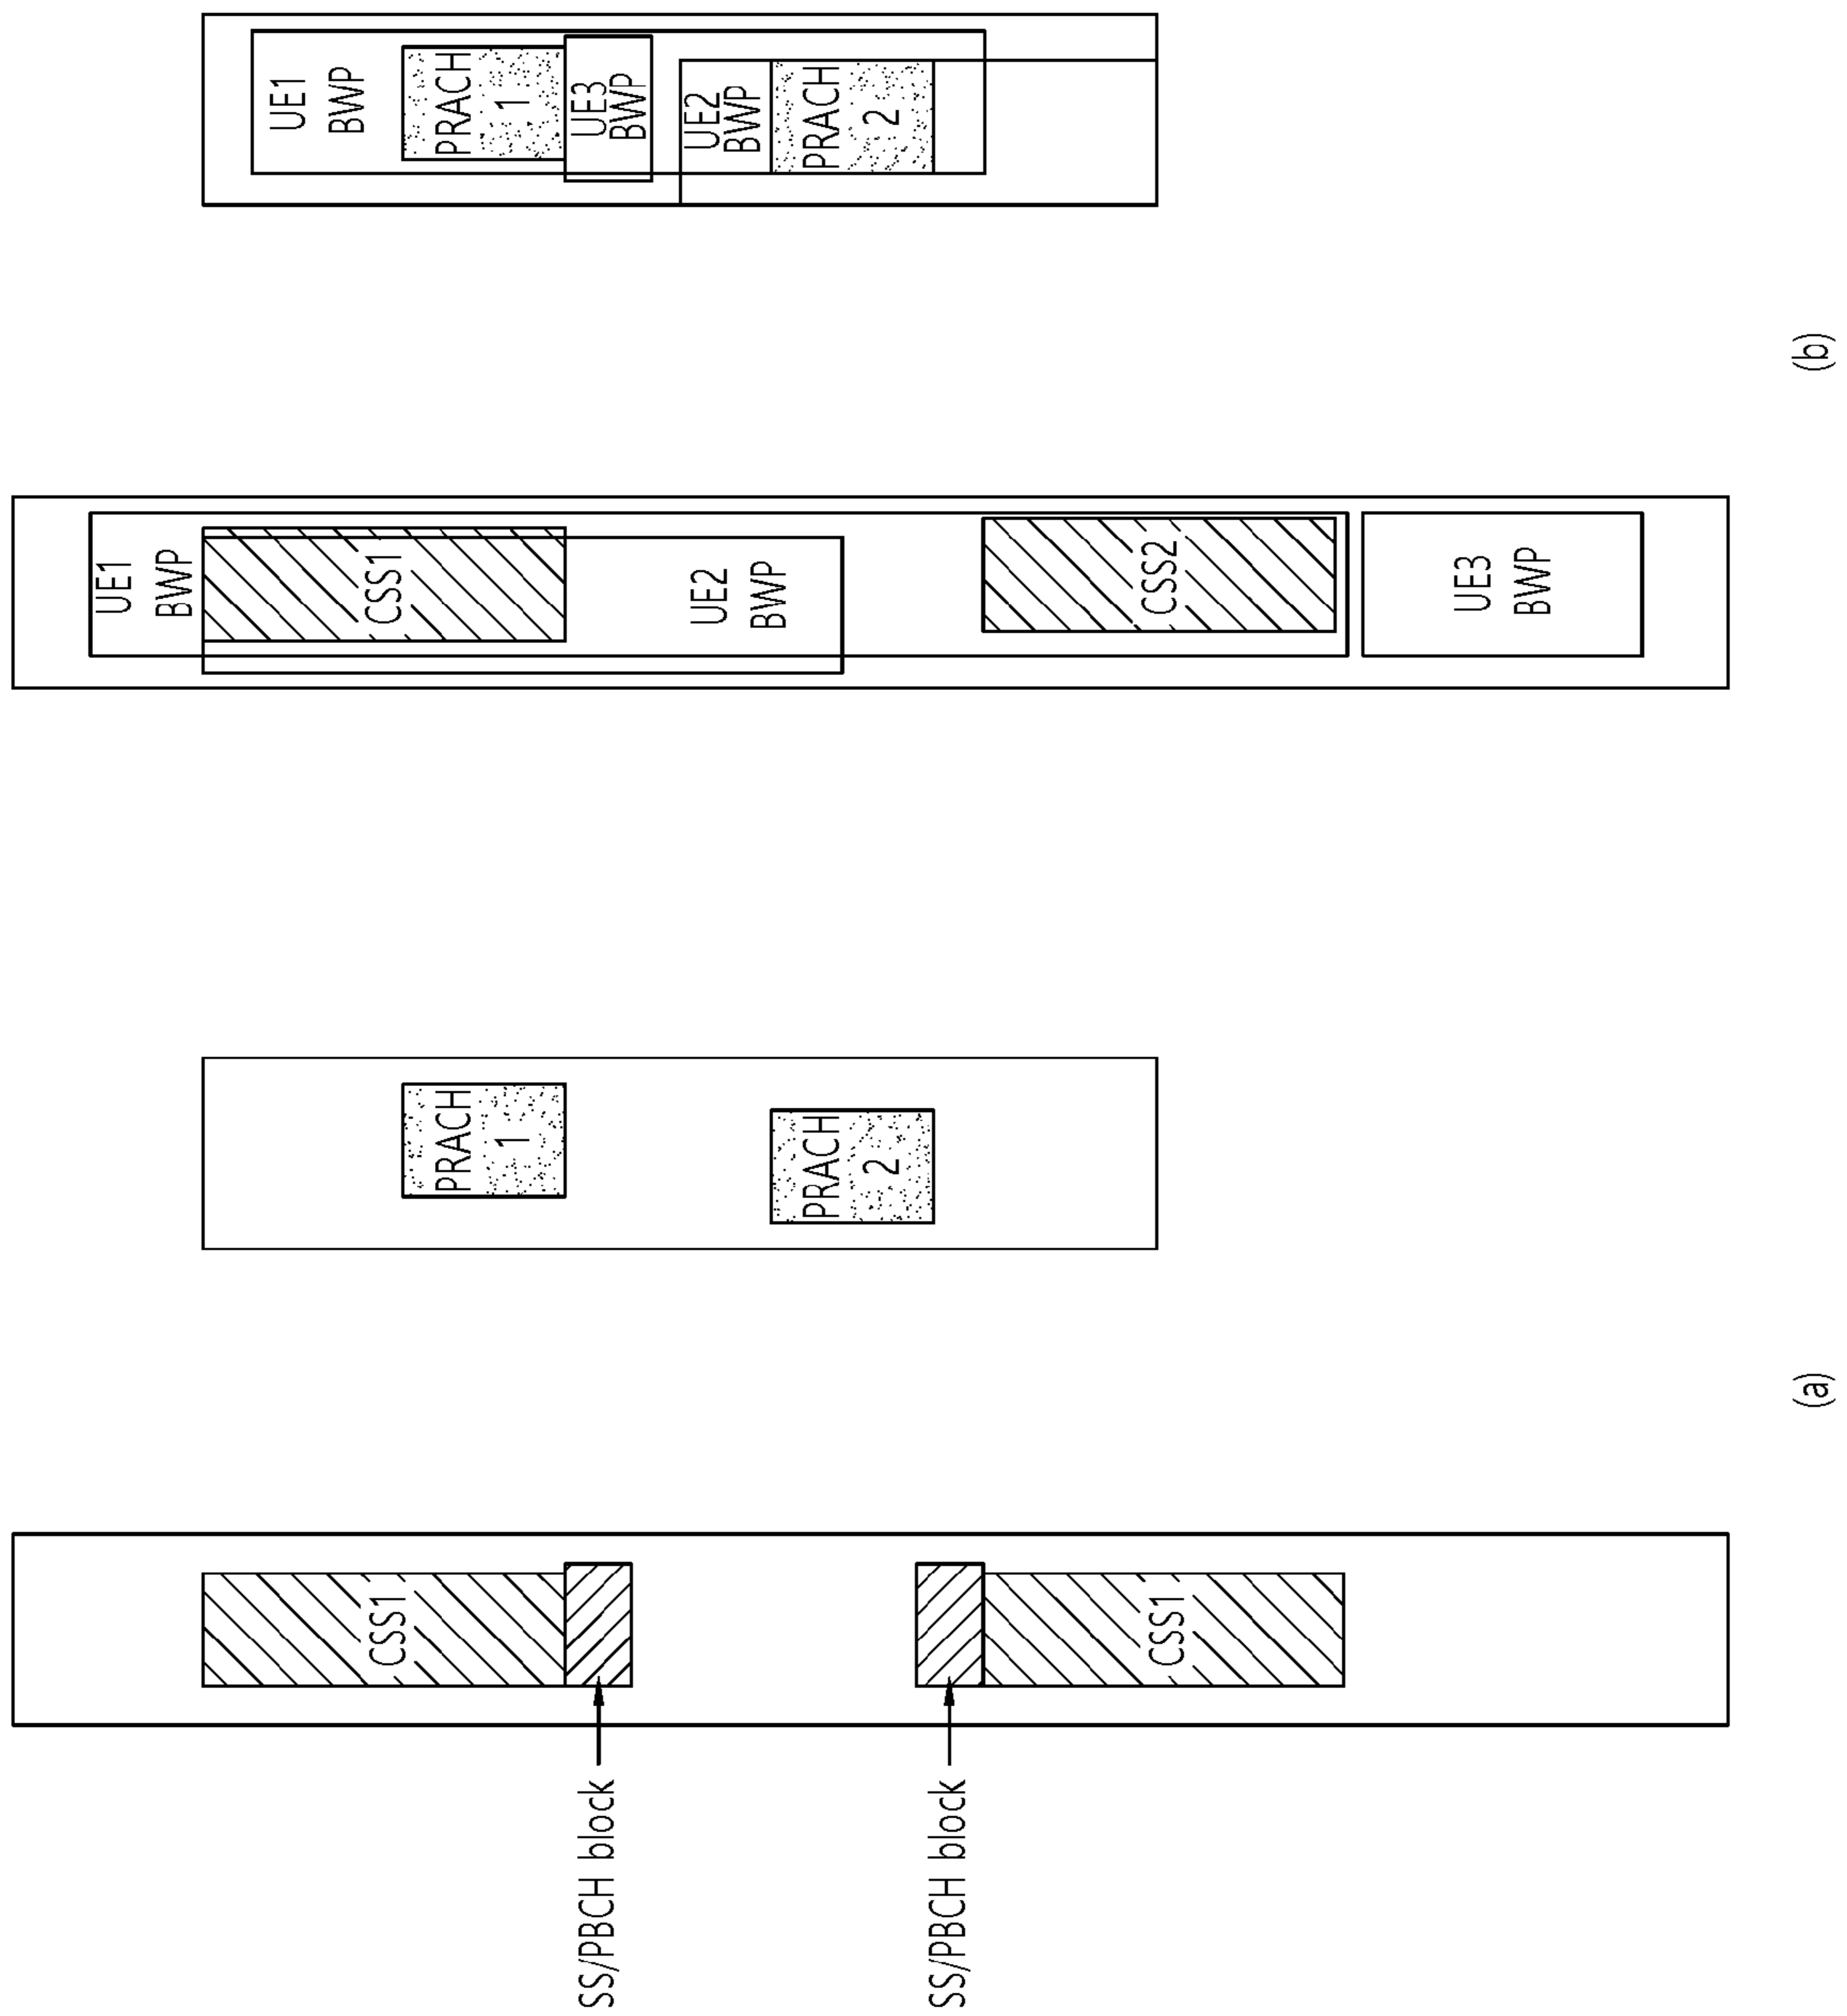 CSS1
SS/PBCH block
SS/PBCH block
CSS1
PRACH
1
PRACH
2
(a)
UE1
BWP
CSS1
UE2
BWP
CSS2
UE3
BWP
UE1
BWP
PRACH
1
UE3
BWP
UE2
BWP
PRACH
2
(b)